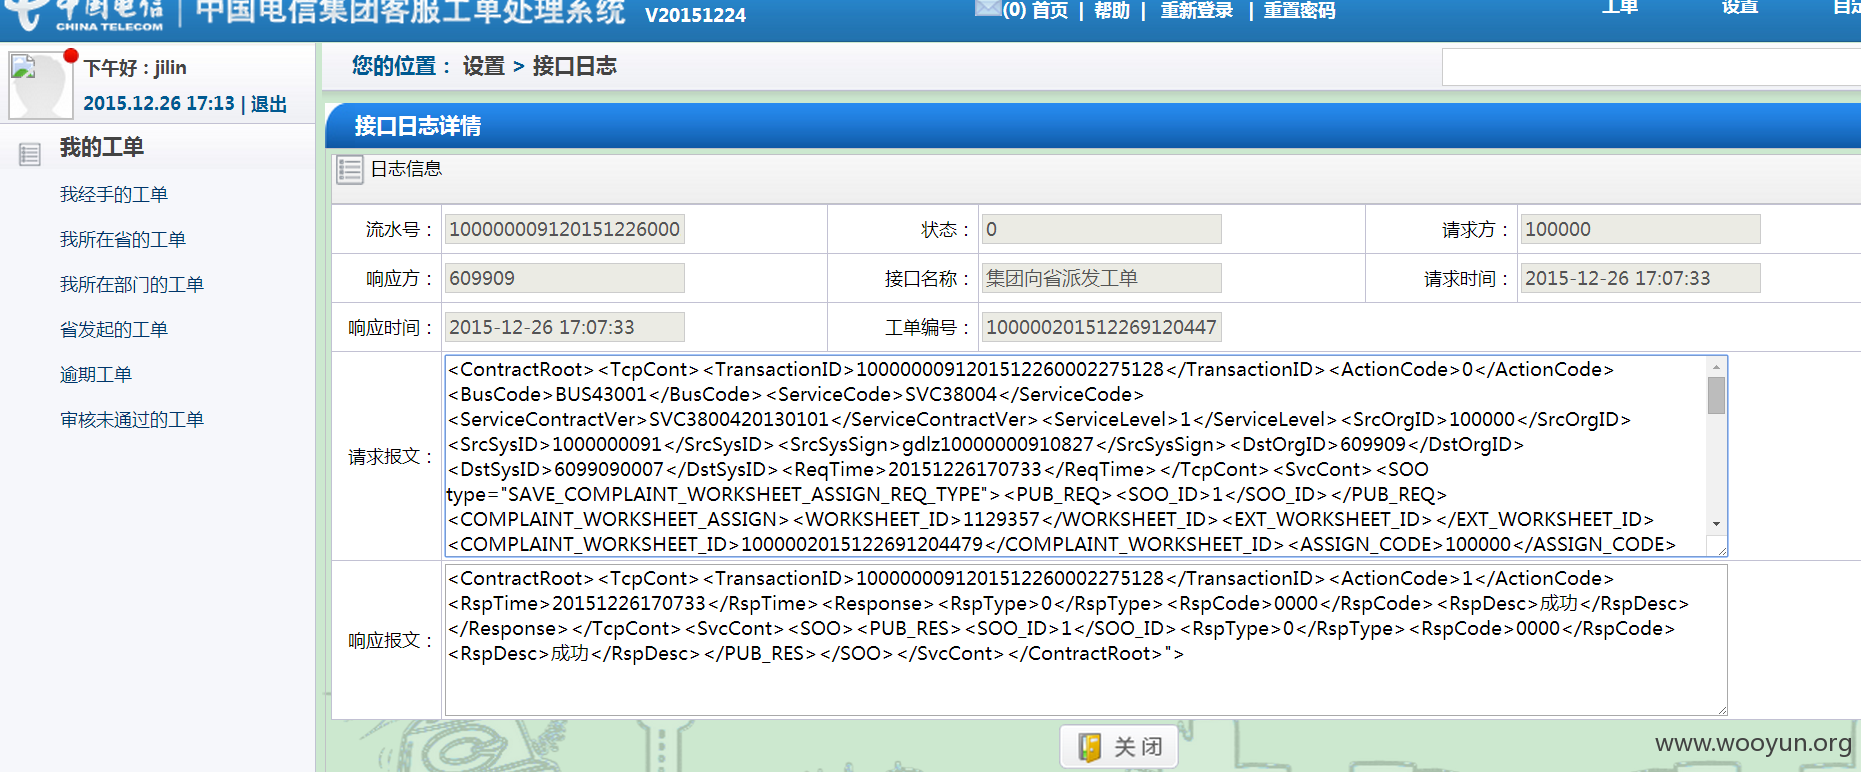 中国电信
CHINA TELECOM
中国电信集团客服工单处理系统 V20151224
(0) 首页 | 帮助 | 重新登录 | 重置密码
工单 设置
下午好：jilin
2015.12.26 17:13 | 退出
我的工单
我经手的工单
我所在省的工单
我所在部门的工单
省发起的工单
逾期工单
审核未通过的工单
您的位置： 设置 > 接口日志
接口日志详情
日志信息
流水号： 100000009120151226000 状态： 0 请求方： 100000
响应方： 609909 接口名称： 集团向省派发工单 请求时间： 2015-12-26 17:07:33
响应时间： 2015-12-26 17:07:33 工单编号： 100000201512269120447
请求报文：
<ContractRoot><TcpCont><TransactionID>1000000091201512260002275128</TransactionID><ActionCode>0</ActionCode>
<BusCode>BUS43001</BusCode><ServiceCode>SVC38004</ServiceCode>
<ServiceContractVer>SVC3800420130101</ServiceContractVer><ServiceLevel>1</ServiceLevel><SrcOrgID>100000</SrcOrgID>
<SrcSysID>1000000091</SrcSysID><SrcSysSign>gdlz10000000910827</SrcSysSign><DstOrgID>609909</DstOrgID>
<DstSysID>6099090007</DstSysID><ReqTime>20151226170733</ReqTime></TcpCont><SvcCont><SOO
type="SAVE_COMPLAINT_WORKSHEET_ASSIGN_REQ_TYPE"><PUB_REQ><SOO_ID>1</SOO_ID></PUB_REQ>
<COMPLAINT_WORKSHEET_ASSIGN><WORKSHEET_ID>1129357</WORKSHEET_ID><EXT_WORKSHEET_ID></EXT_WORKSHEET_ID>
<COMPLAINT_WORKSHEET_ID>1000002015122691204479</COMPLAINT_WORKSHEET_ID><ASSIGN_CODE>100000</ASSIGN_CODE>
响应报文：
<ContractRoot><TcpCont><TransactionID>1000000091201512260002275128</TransactionID><ActionCode>1</ActionCode>
<RspTime>20151226170733</RspTime><Response><RspType>0</RspType><RspCode>0000</RspCode><RspDesc>成功</RspDesc>
</Response></TcpCont><SvcCont><SOO><PUB_RES><SOO_ID>1</SOO_ID><RspType>0</RspType><RspCode>0000</RspCode>
<RspDesc>成功</RspDesc></PUB_RES></SOO></SvcCont></ContractRoot>">
关闭
www.wooyun.org